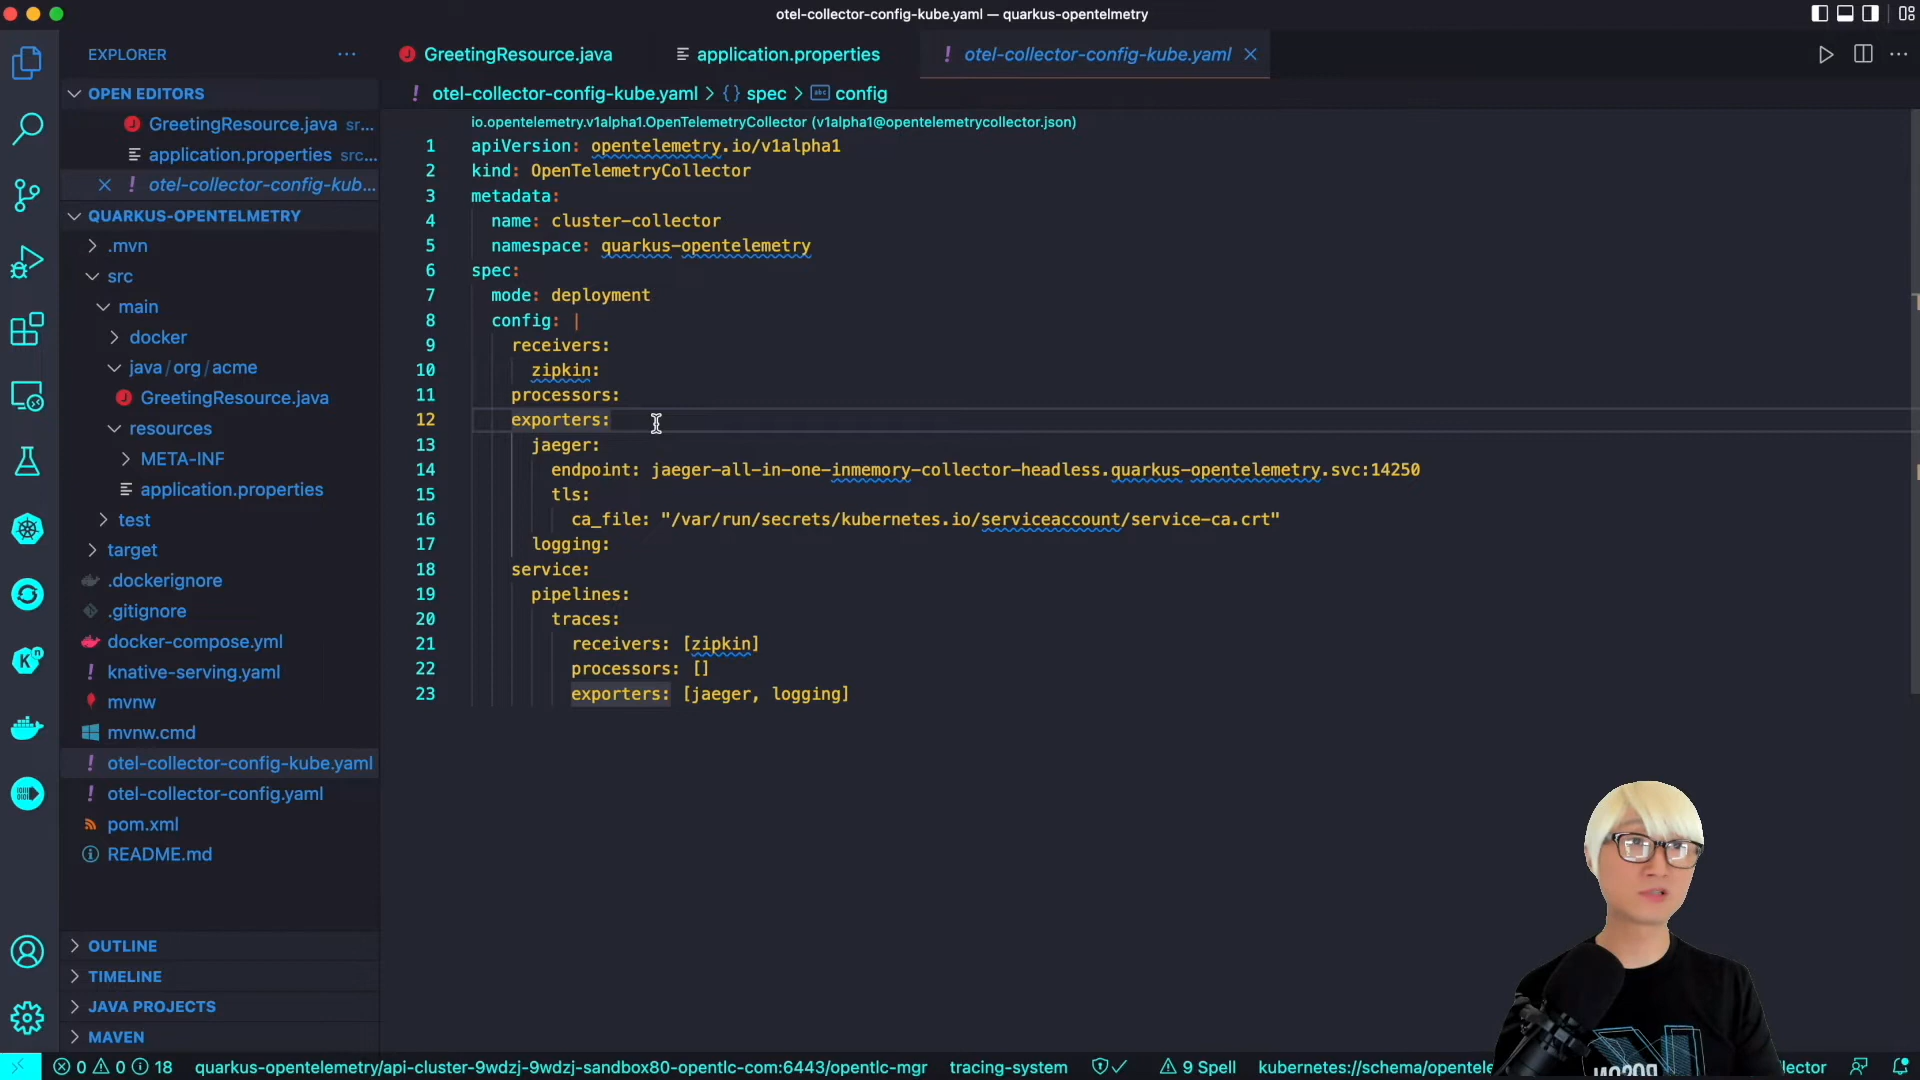 otel-collector-config-kube.yaml — quarkus-opentelmetry
EXPLORER
GreetingResource.java
application.properties
otel-collector-config-kube.yaml
OPEN EDITORS
GreetingResource.java sr...
application.properties src...
otel-collector-config-kub...
QUARKUS-OPENTELMETRY
.mvn
src
main
docker
java/org/acme
GreetingResource.java
resources
META-INF
application.properties
test
target
.dockerignore
.gitignore
docker-compose.yml
knative-serving.yaml
mvnw
mvnw.cmd
otel-collector-config-kube.yaml
otel-collector-config.yaml
pom.xml
README.md
OUTLINE
TIMELINE
JAVA PROJECTS
MAVEN
otel-collector-config-kube.yaml > {} spec > abc config
io.opentelemetry.v1alpha1.OpenTelemetryCollector (v1alpha1@opentelemetrycollector.json)
1 apiVersion: opentelemetry.io/v1alpha1
2 kind: OpenTelemetryCollector
3 metadata:
4 name: cluster-collector
5 namespace: quarkus-opentelemetry
6 spec:
7 mode: deployment
8 config: |
9 receivers:
10 zipkin:
11 processors:
12 exporters:
13 jaeger:
14 endpoint: jaeger-all-in-one-inmemory-collector-headless.quarkus-opentelemetry.svc:14250
15 tls:
16 ca_file: "/var/run/secrets/kubernetes.io/serviceaccount/service-ca.crt"
17 logging:
18 service:
19 pipelines:
20 traces:
21 receivers: [zipkin]
22 processors: []
23 exporters: [jaeger, logging]
0 0 18 quarkus-opentelemetry/api-cluster-9wdzj-9wdzj-sandbox80-opentlc-com:6443/opentlc-mgr tracing-system 9 Spell kubernetes://schema/opentele